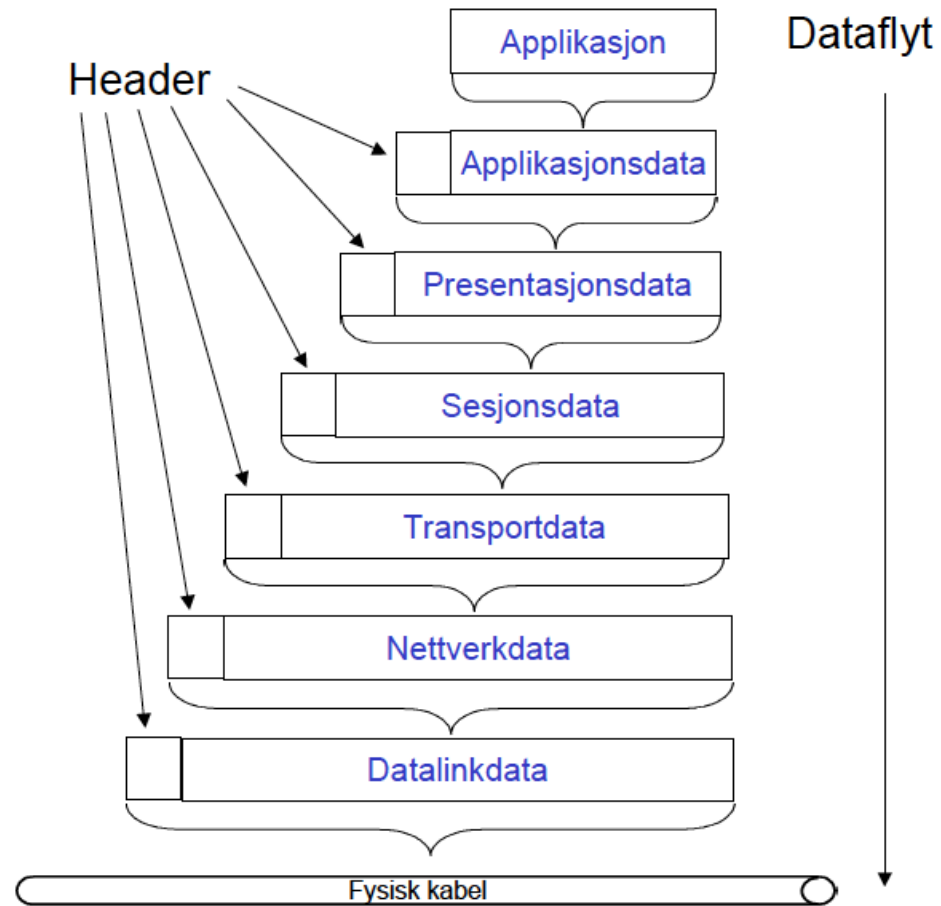 Applikasjon
Dataflyt
Header
Applikasjonsdata
Presentasjonsdata
Sesjonsdata
Transportdata
Nettverkdata
Datalinkdata
Fysisk kabel